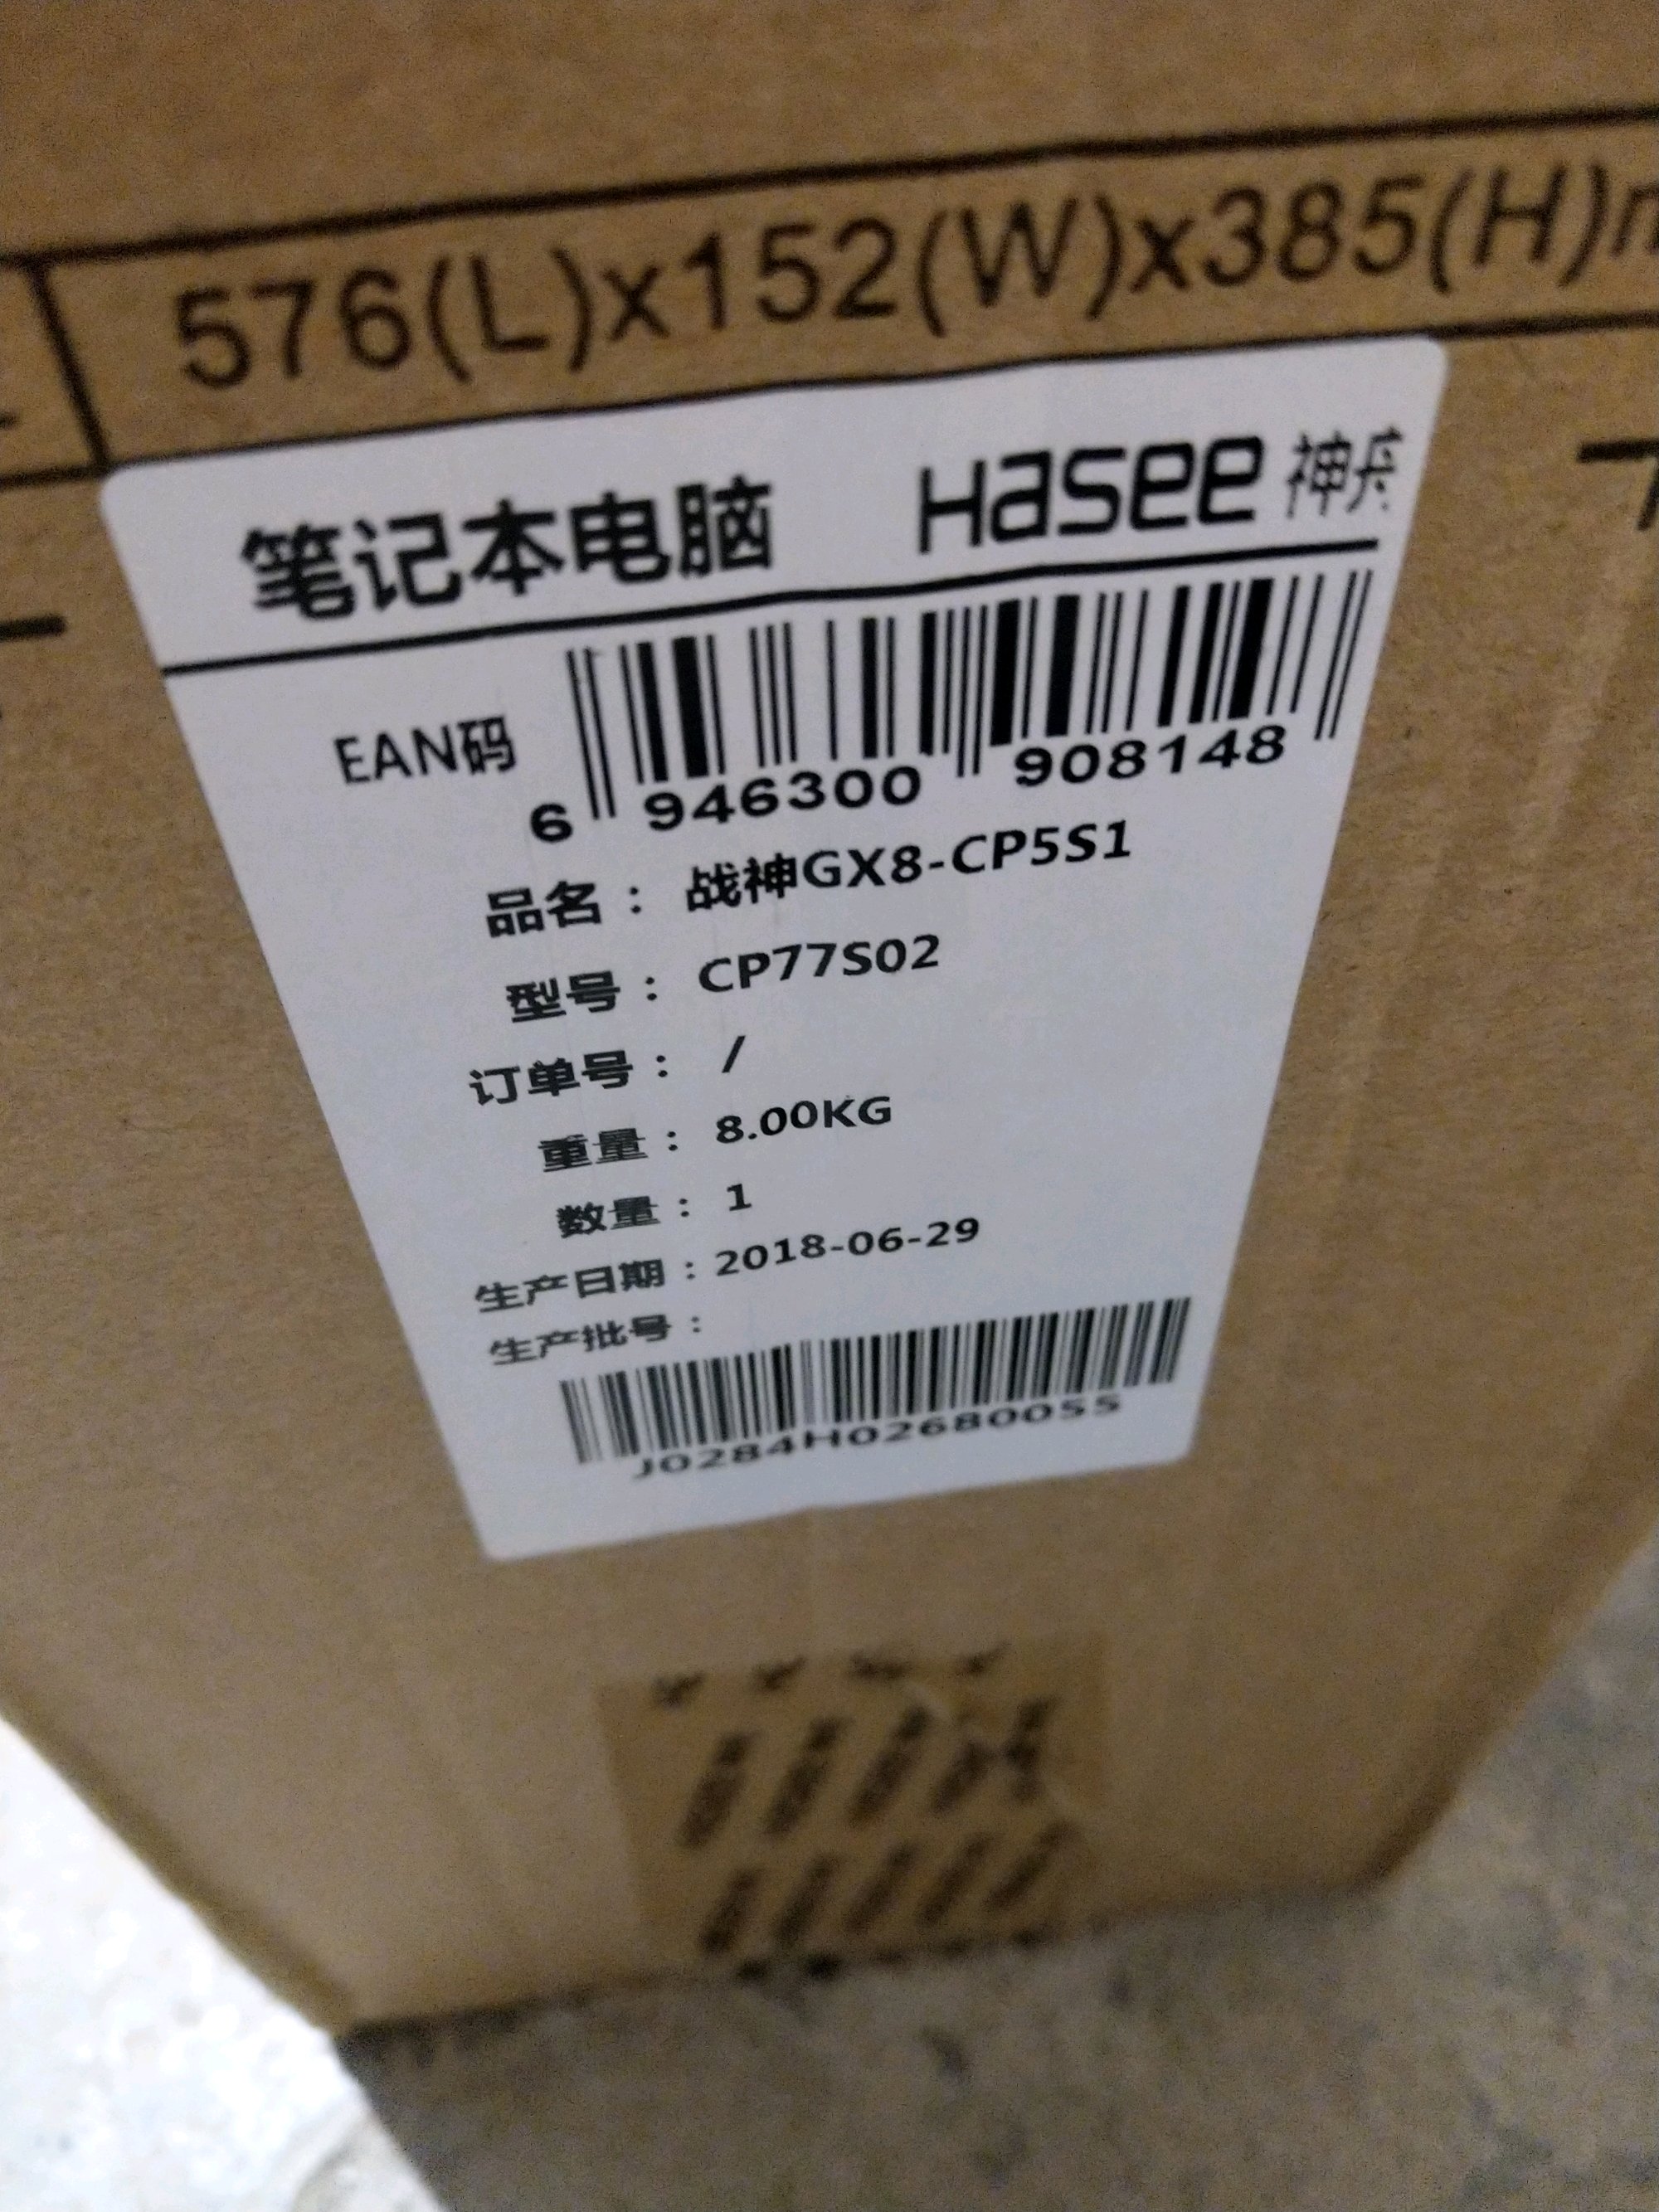 576(L)x152(W)x385(H)
笔记本电脑 Hasee 神舟
EAN码
6 946300 908148
品名： 战神GX8-CP5S1
型号： CP77S02
订单号： /
重量： 8.00KG
数量： 1
生产日期：2018-06-29
生产批号：
J0284H02680055